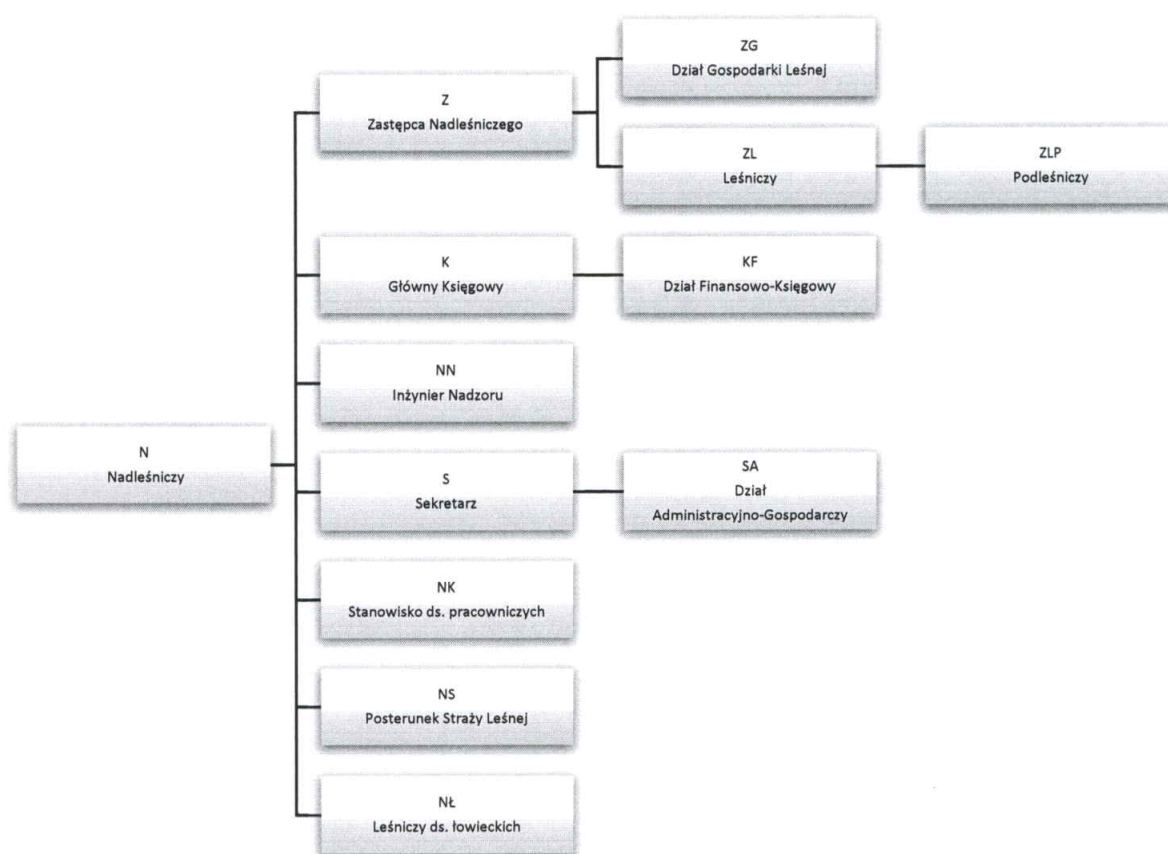 ZG
Dział Gospodarki Leśnej
Z
Zastępca Nadleśniczego
ZL
Leśniczy
ZLP
Podleśniczy
K
Główny Księgowy
KF
Dział Finansowo-Księgowy
NN
Inżynier Nadzoru
N
Nadleśniczy
S
Sekretarz
SA
Dział
Administracyjno-Gospodarczy
NK
Stanowisko ds. pracowniczych
NS
Posterunek Straży Leśnej
NŁ
Leśniczy ds. łowieckich